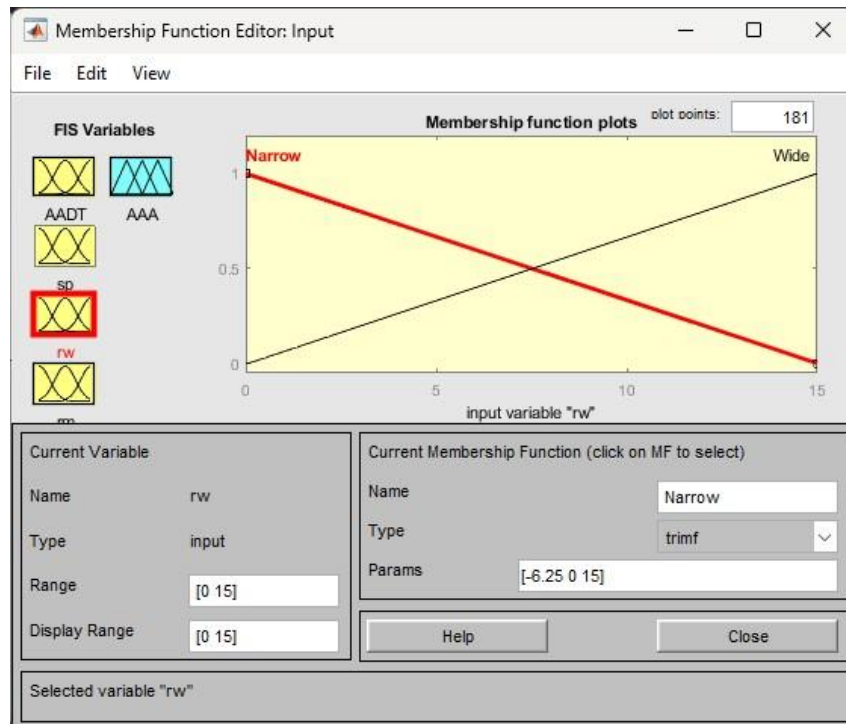 Membership Function Editor: Input
File Edit View
FIS Variables
AADT AAA
sp
rw
Membership function plots
plot points: 181
Narrow
Wide
1
0.5
0
0 5 10 15
input variable "rw"
Current Variable
Name rw
Type input
Range [0 15]
Display Range [0 15]
Current Membership Function (click on MF to select)
Name Narrow
Type trimf
Params [-6.25 0 15]
Help Close
Selected variable "rw"